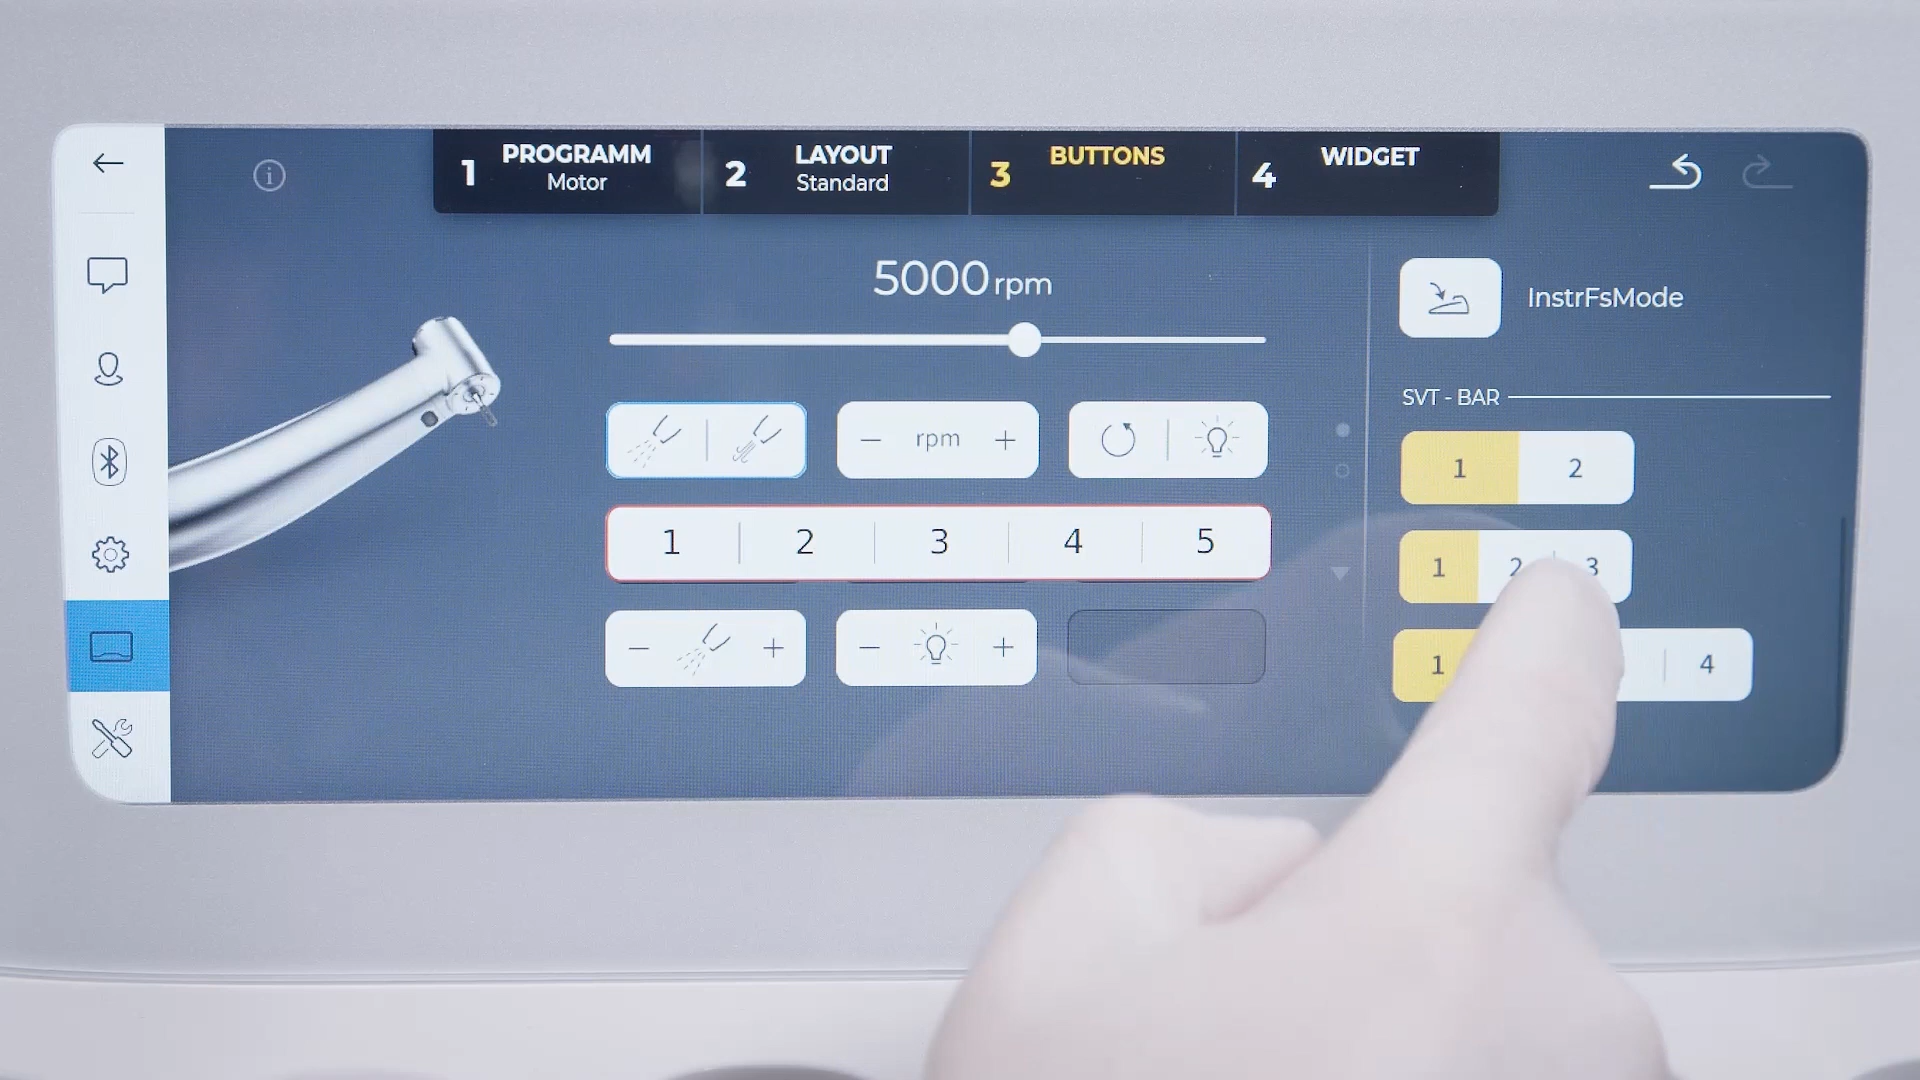 1 PROGRAMM
Motor
2 LAYOUT
Standard
3 BUTTONS
4 WIDGET
5000 rpm
InstrFsMode
SVT - BAR
− rpm +
1 2
1 2 3 4 5
1 2 3
− +
− +
1 4